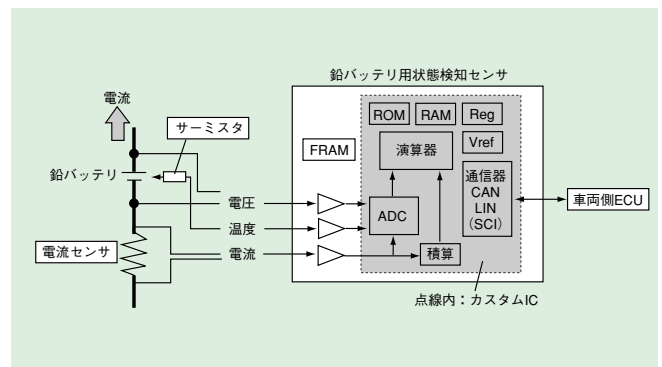 鉛バッテリ用状態検知センサ
電流
サーミスタ
ROM
RAM
Reg
FRAM
演算器
Vref
鉛バッテリ
電圧
通信器
CAN
LIN
（SCI）
車両側ECU
温度
ADC
電流センサ
電流
積算
点線内：カスタムIC